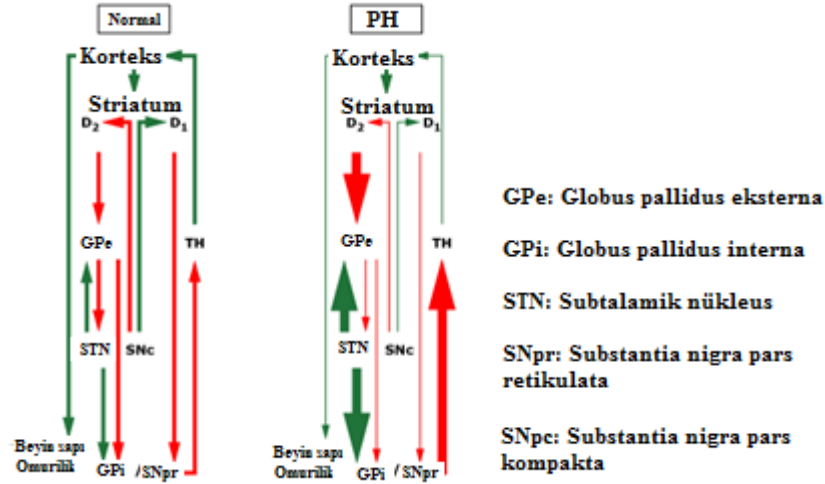 Normal
Korteks
Striatum
D2 D1
GPe TH
STN SNc
Beyin sapı
Omurilik GPi /SNpr
PH
Korteks
Striatum
D2 D1
GPe TH
STN SNc
Beyin sapı
Omurilik GPi /SNpr
GPe: Globus pallidus eksterna
GPi: Globus pallidus interna
STN: Subtalamik nükleus
SNpr: Substantia nigra pars
retikulata
SNpc: Substantia nigra pars
kompakta